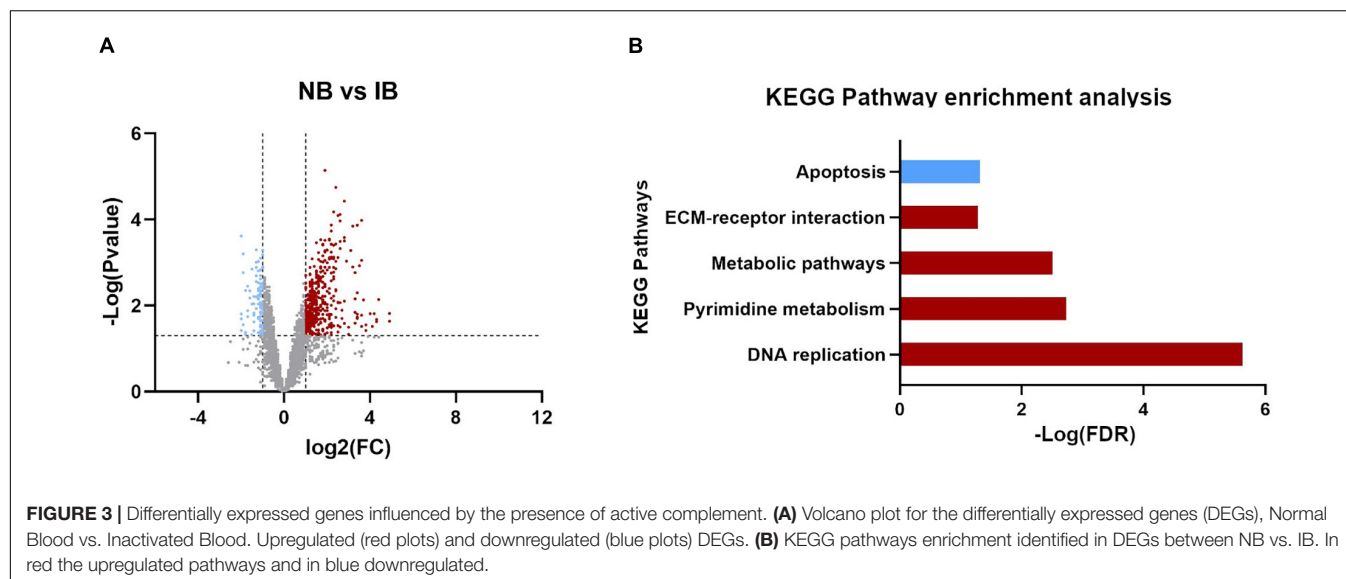 A
NB vs IB
-Log(Pvalue)
6
4
2
0
-4
0
4
8
12
log2(FC)
B
KEGG Pathway enrichment analysis
KEGG Pathways
Apoptosis
ECM-receptor interaction
Metabolic pathways
Pyrimidine metabolism
DNA replication
0
2
4
6
-Log(FDR)
FIGURE 3 | Differentially expressed genes influenced by the presence of active complement. (A) Volcano plot for the differentially expressed genes (DEGs), Normal
Blood vs. Inactivated Blood. Upregulated (red plots) and downregulated (blue plots) DEGs. (B) KEGG pathways enrichment identified in DEGs between NB vs. IB. In
red the upregulated pathways and in blue downregulated.